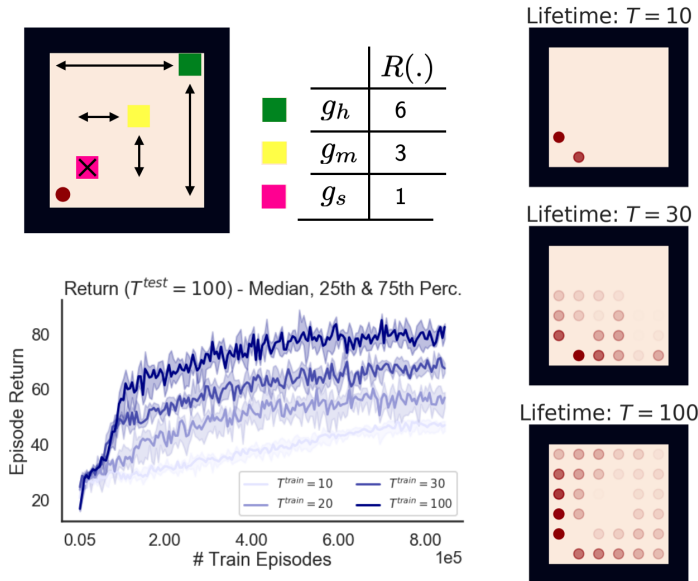 R(.)
g_h 6
g_m 3
g_s 1
Return (T^{test} = 100) - Median, 25th & 75th Perc.
Episode Return
80
60
40
20
T^{train} = 10
T^{train} = 20
T^{train} = 30
T^{train} = 100
0.05 2.00 4.00 6.00 8.00
1e5
# Train Episodes
Lifetime: T = 10
Lifetime: T = 30
Lifetime: T = 100